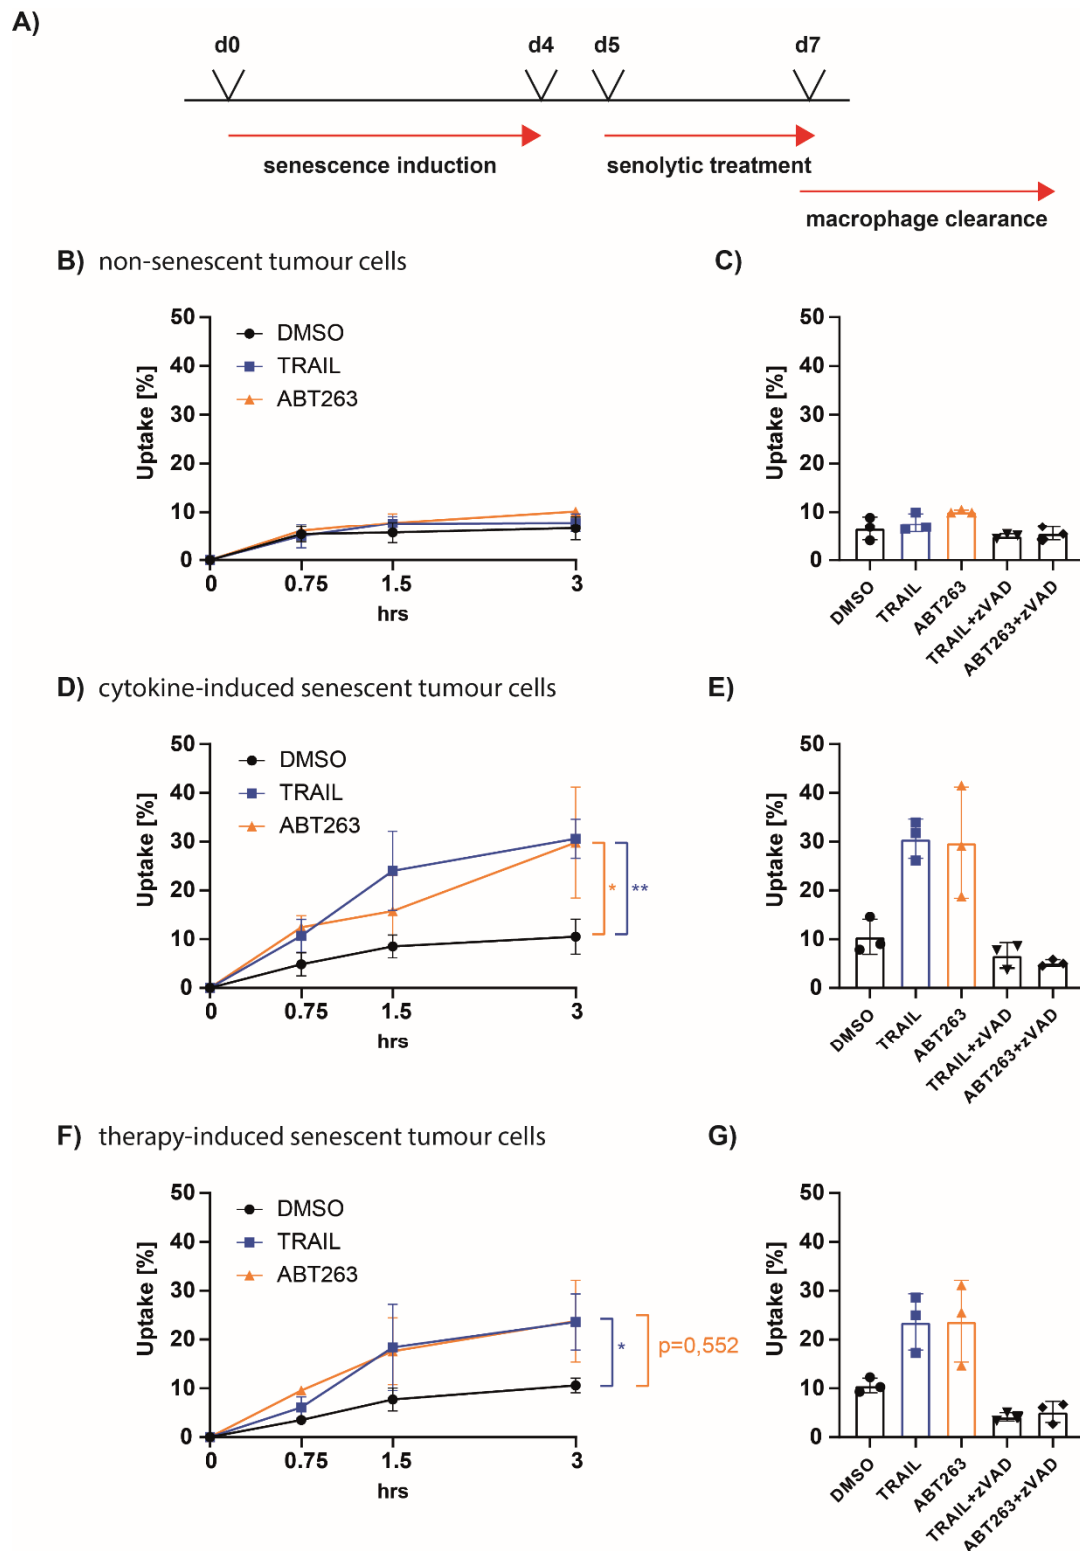 A)
d0 d4 d5 d7
senescence induction senolytic treatment
macrophage clearance
B) non-senescent tumour cells
50
40
30
20
10
0
Uptake [%]
DMSO
TRAIL
ABT263
0 0.75 1.5 3
hrs
C)
50
40
30
20
10
0
Uptake [%]
DMSO
TRAIL
ABT263
TRAIL+zVAD
ABT263+zVAD
D) cytokine-induced senescent tumour cells
50
40
30
20
10
0
Uptake [%]
DMSO
TRAIL
ABT263
* **
0 0.75 1.5 3
hrs
E)
50
40
30
20
10
0
Uptake [%]
DMSO
TRAIL
ABT263
TRAIL+zVAD
ABT263+zVAD
F) therapy-induced senescent tumour cells
50
40
30
20
10
0
Uptake [%]
DMSO
TRAIL
ABT263
* p=0,552
0 0.75 1.5 3
hrs
G)
50
40
30
20
10
0
Uptake [%]
DMSO
TRAIL
ABT263
TRAIL+zVAD
ABT263+zVAD